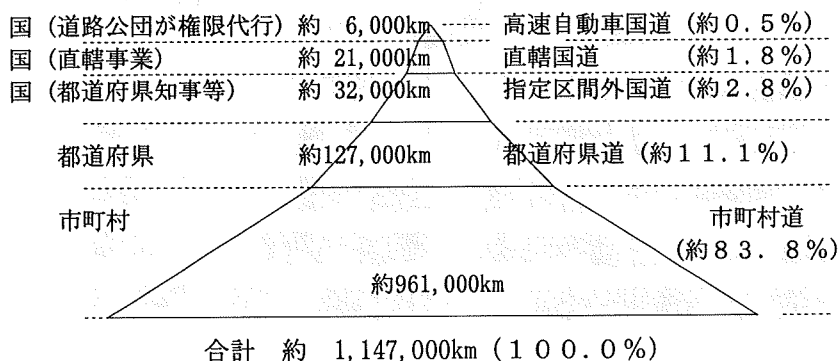 国（道路公団が権限代行）約 6,000km 高速自動車国道（約０.５%）
国（直轄事業） 約 21,000km 直轄国道 （約１.８%）
国（都道府県知事等） 約 32,000km 指定区間外国道（約２.８%）
都道府県 約127,000km 都道府県道（約１１.１%）
市町村 市町村道
（約８３.８%）
約961,000km
合計 約 1,147,000km（１００.０%）